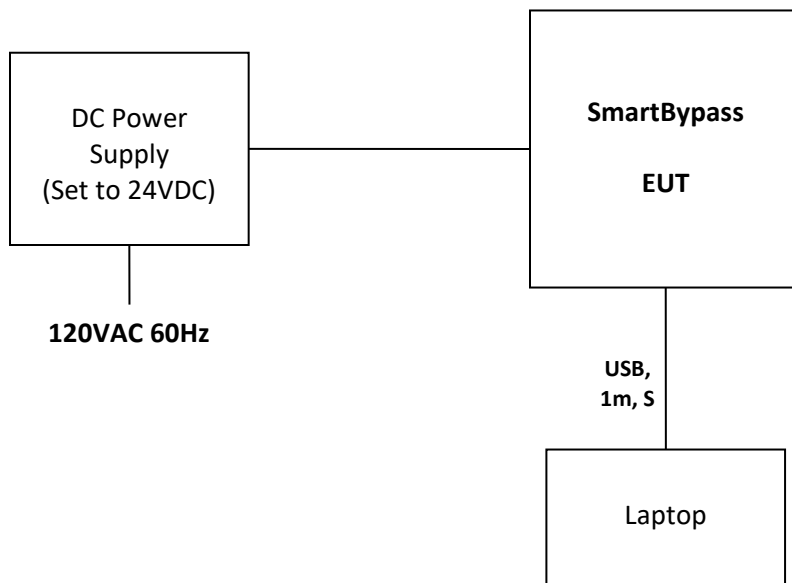 DC Power
Supply
(Set to 24VDC)
120VAC 60Hz
SmartBypass
EUT
USB,
1m, S
Laptop